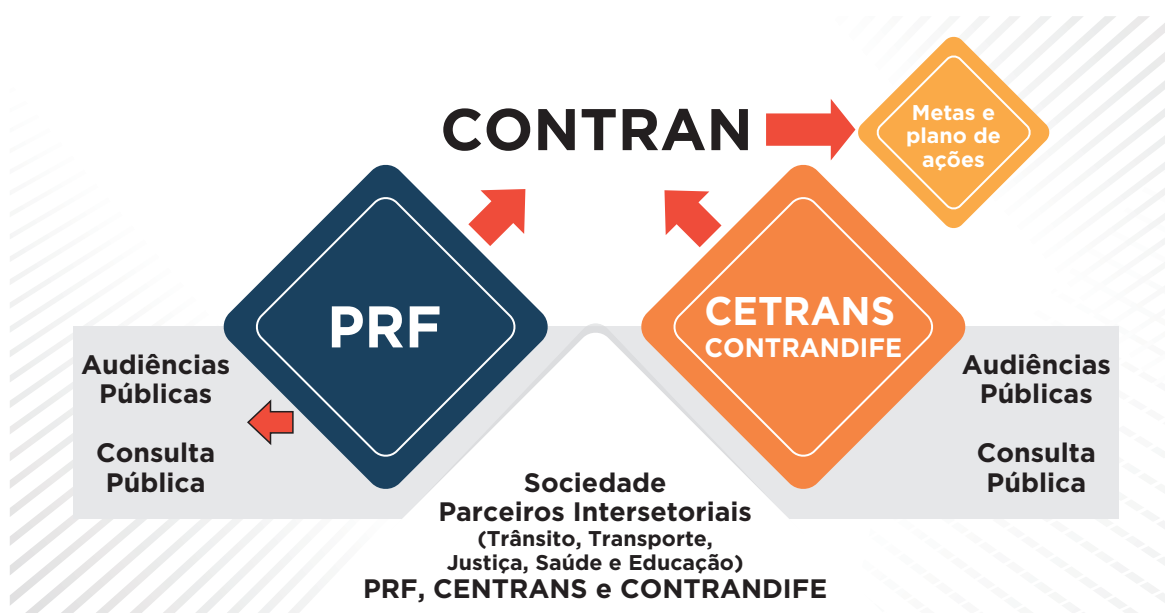 CONTRAN
Metas e
plano de
ações
PRF
CETRANS
CONTRANDIFE
Audiências
Públicas
Consulta
Pública
Audiências
Públicas
Consulta
Pública
Sociedade
Parceiros Intersetoriais
(Trânsito, Transporte,
Justiça, Saúde e Educação)
PRF, CENTRANS e CONTRANDIFE